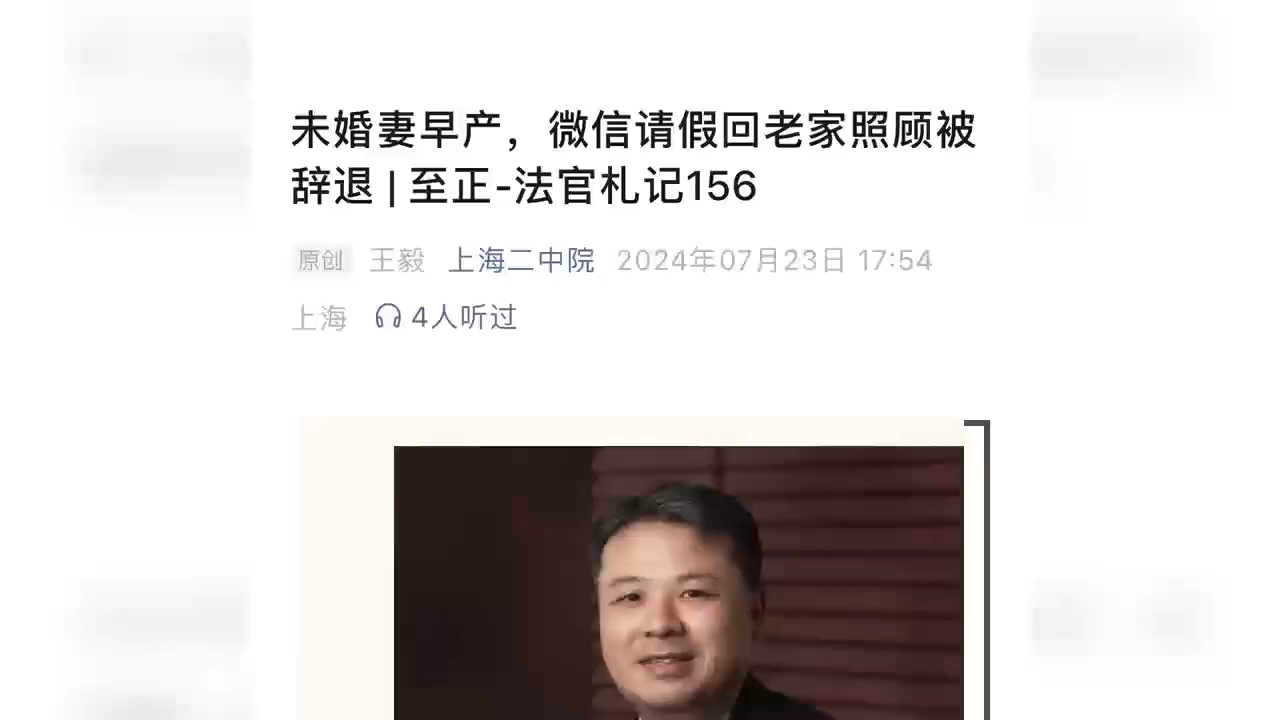 未婚妻早产，微信请假回老家照顾被
辞退 | 至正-法官札记156
原创 王毅 上海二中院 2024年07月23日 17:54
上海 4人听过